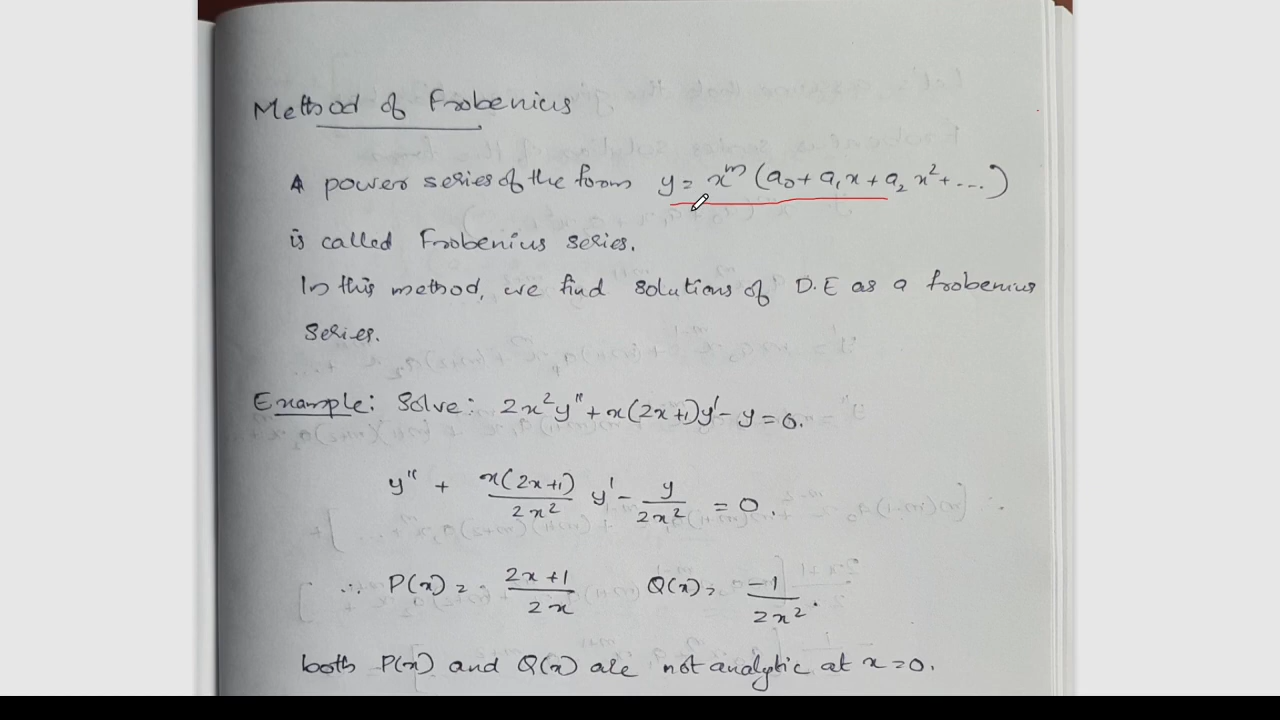 Method of Frobenius
A power series of the form y = x^m (a₀ + a₁x + a₂x² + ...)
is called Frobenius series.
In this method, we find solutions of D.E as a frobenius
series.
Example: Solve: 2x²y" + x(2x+1)y' - y = 0.
y" + x(2x+1)/2x² y' - y/2x² = 0.
∴ P(x) = 2x+1/2x Q(x) = -1/2x².
both P(x) and Q(x) are not analytic at x = 0.